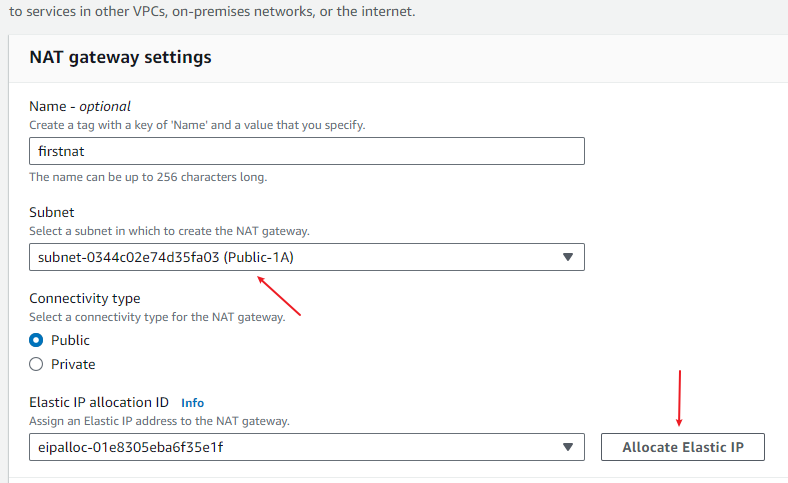 to services in other VPCs, on-premises networks, or the internet.
NAT gateway settings
Name - optional
Create a tag with a key of 'Name' and a value that you specify.
firstnat
The name can be up to 256 characters long.
Subnet
Select a subnet in which to create the NAT gateway.
subnet-0344c02e74d35fa03 (Public-1A)
Connectivity type
Select a connectivity type for the NAT gateway.
Public
Private
Elastic IP allocation ID Info
Assign an Elastic IP address to the NAT gateway.
eipalloc-01e8305eba6f35e1f
Allocate Elastic IP